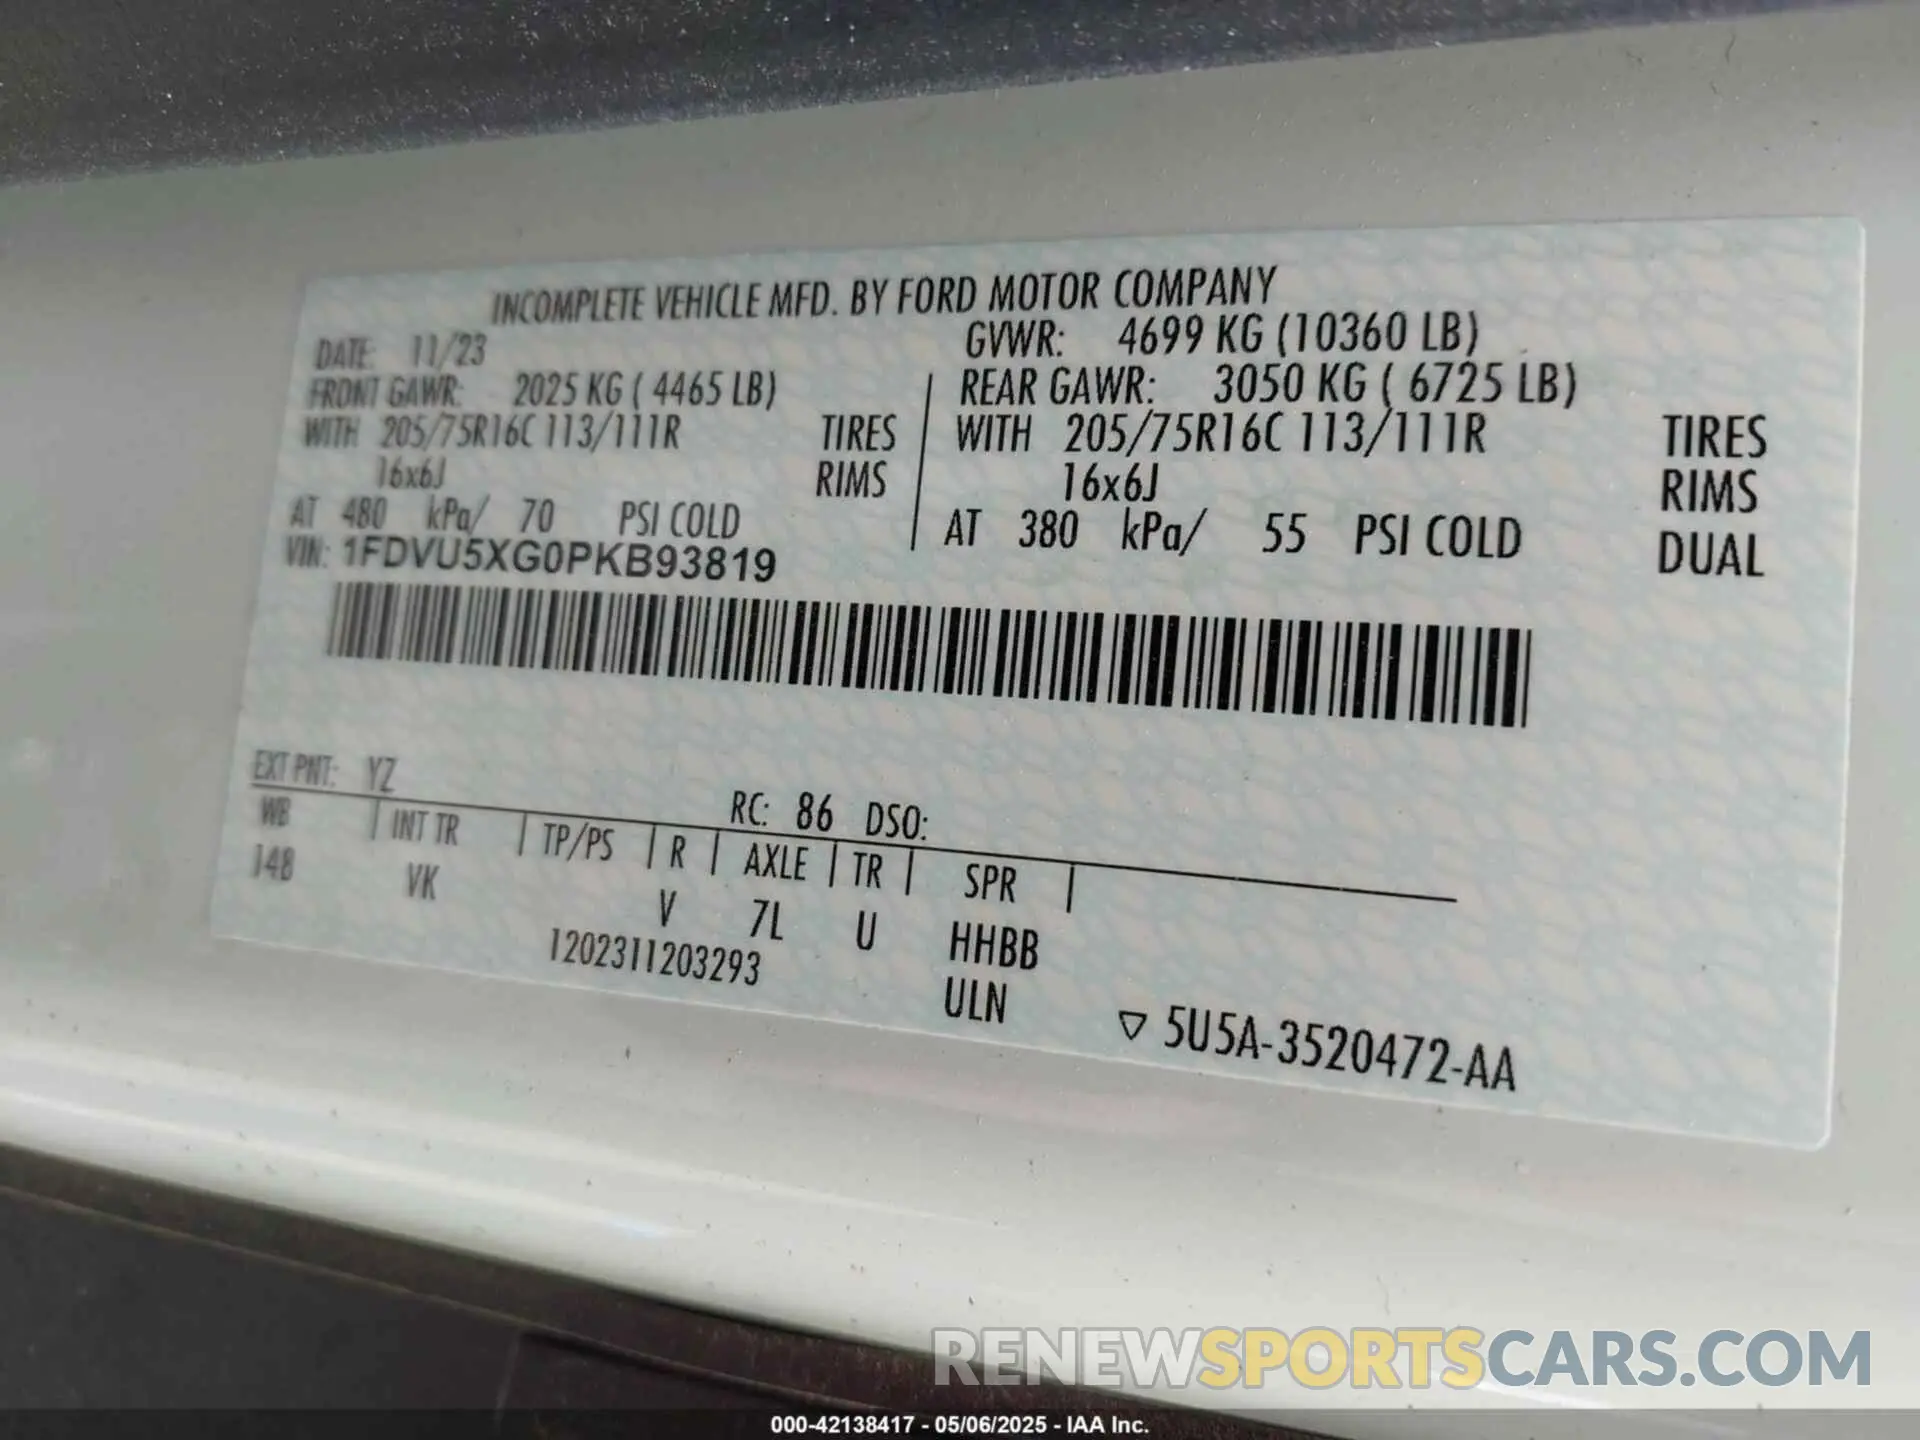 INCOMPLETE VEHICLE MFD. BY FORD MOTOR COMPANY
DATE: 11/23 GVWR: 4699 KG (10360 LB)
FRONT GAWR: 2025 KG ( 4465 LB) REAR GAWR: 3050 KG ( 6725 LB)
WITH 205/75R16C 113/111R TIRES WITH 205/75R16C 113/111R TIRES
16x6J RIMS 16x6J RIMS
AT 480 kPa/ 70 PSI COLD AT 380 kPa/ 55 PSI COLD DUAL
VIN: 1FDVU5XG0PKB93819
EXT PNT: YZ RC: 86 DSO:
WB INT TR TP/PS R AXLE TR SPR
148 VK V 7L U HHBB
1202311203293 ULN
▽ 5U5A-3520472-AA
RENEWSPORTSCARS.COM
000-42138417 - 05/06/2025 - IAA Inc.